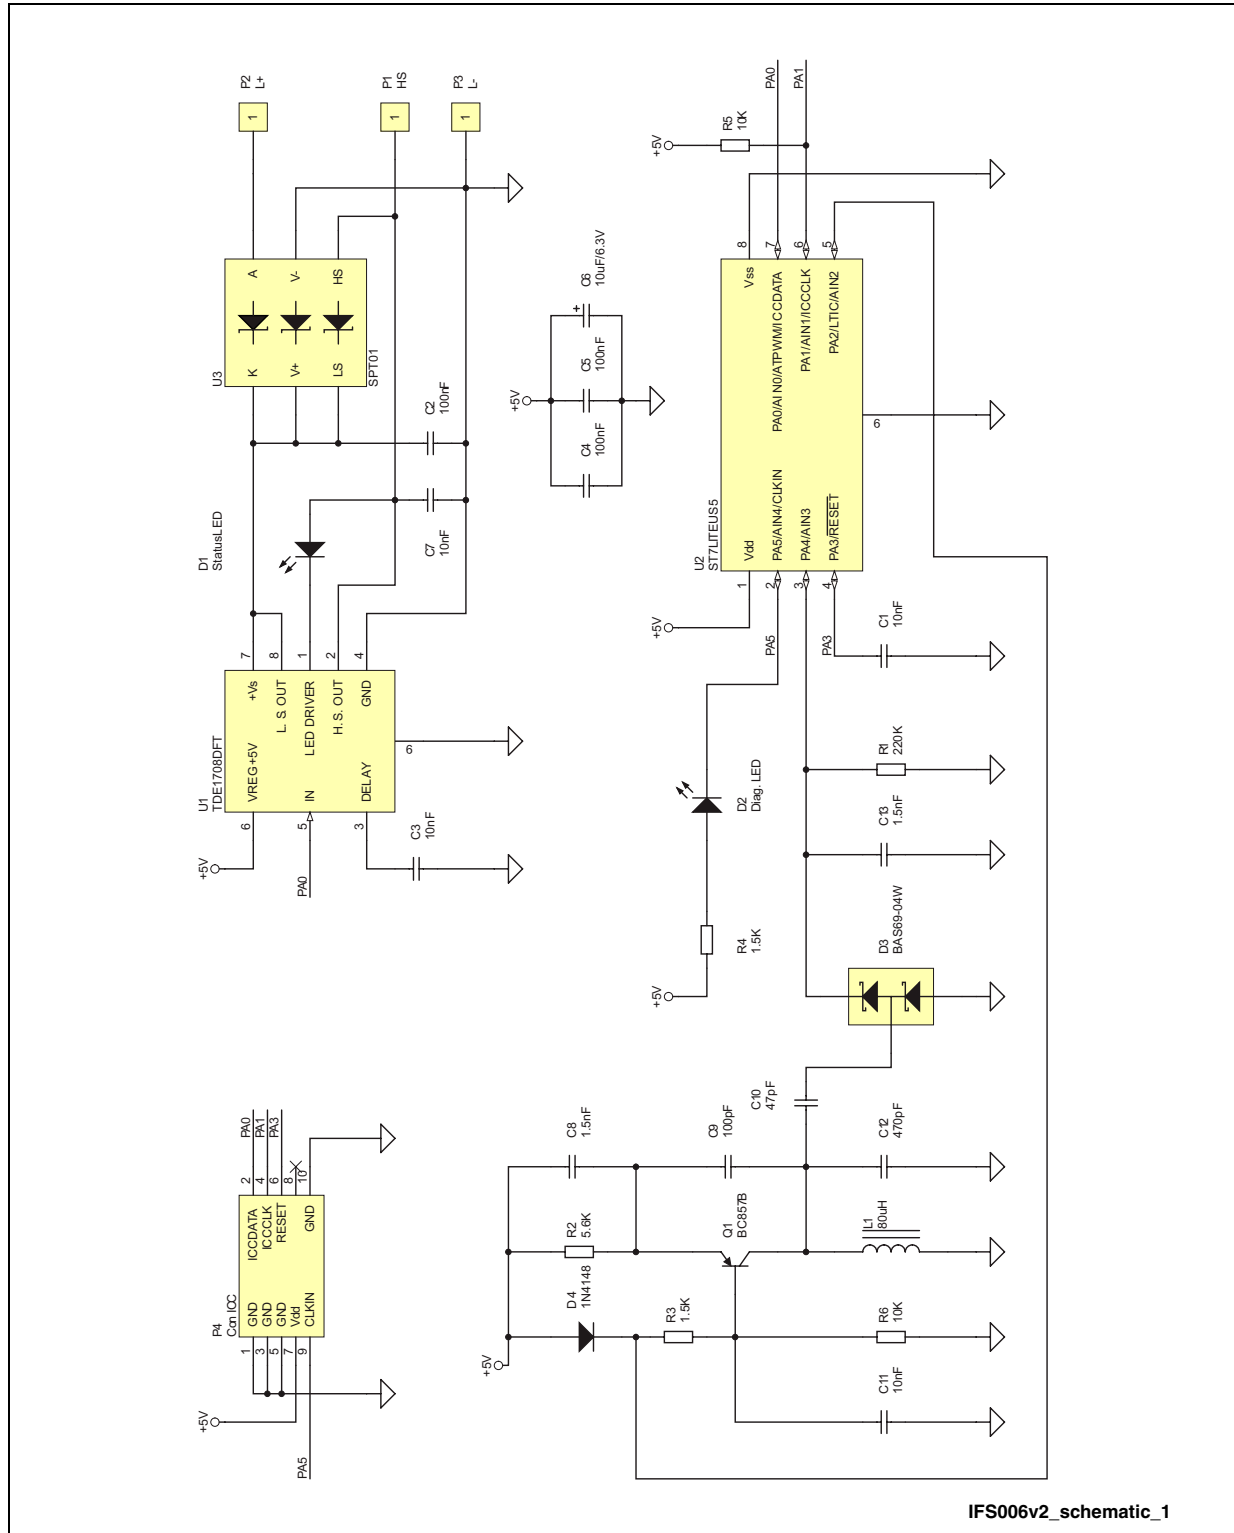 P2
L+
P1
HS
P3
L-
1
1
1
U3
A
V-
HS
K
V+
LS
SPT01
C2
100nF
C7
10nF
D1
StatusLED
U1
TDE1708DFT
7
8
1
2
4
+Vs
L. S. OUT
LED DRIVER
H.S. OUT
GND
VREG+5V
IN
DELAY
6
6
5
3
+5V
PA0
C3
10nF
+5V
C4
100nF
C5
100nF
C6
10uF/6.3V
+
PA0
PA1
+5V
R5
10K
8
7
6
5
Vss
PA0/AIN0/ATPWM/ICCDATA
PA1/AIN1/ICCCLK
PA2/LTIC/AIN2
6
Vdd
PA5/AIN4/CLKIN
PA4/AIN3
PA3/RESET
U2
ST7LITEUS5
1
2
3
4
+5V
PA5
PA3
C1
10nF
R1
220K
C13
1.5nF
D2
Diag. LED
R4
1.5K
+5V
D3
BAS69-04W
C10
47pF
P4
Con ICC
PA0
PA1
PA3
2
4
6
8
10
ICCDATA
ICCCLK
RESET
GND
GND
GND
GND
Vdd
CLKIN
1
3
5
7
9
+5V
PA5
C8
1.5nF
C9
100pF
C12
470pF
R2
5.6K
Q1
BC857B
L1
80uH
D4
1N4148
R3
1.5K
R6
10K
C11
10nF
+5V
IFS006v2_schematic_1